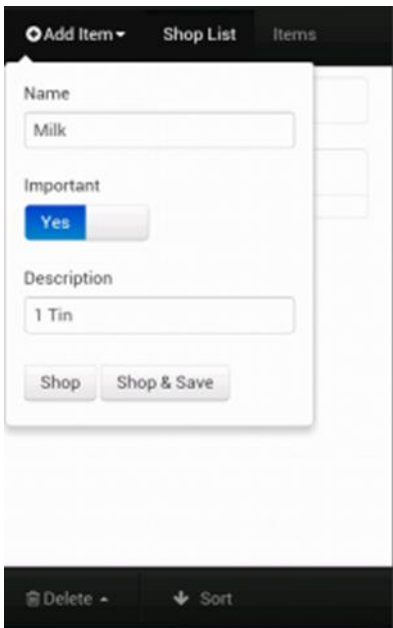 Add Item Shop List Items
Name
Milk
Important
Yes
Description
1 Tin
Shop Shop & Save
Delete Sort